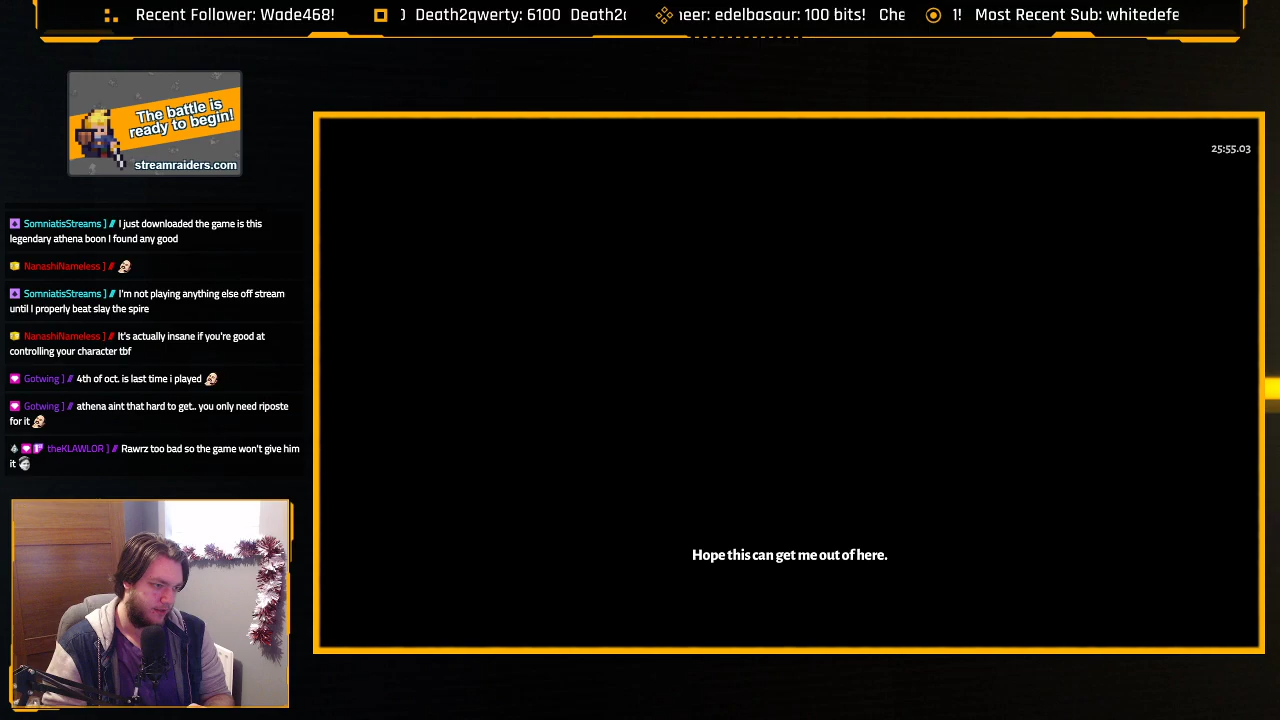 Recent Follower: Wade468!
Death2qwerty: 6100 Death2
eer: edelbasaur: 100 bits! Che
1! Most Recent Sub: whitedefe
The battle is
ready to begin!
streamraiders.com
25:55.03
SomniatisStreams ] // I just downloaded the game is this
legendary athena boon I found any good
NanashiNameless ] //
SomniatisStreams ] // I'm not playing anything else off stream
until I properly beat slay the spire
NanashiNameless ] // It's actually insane if you're good at
controlling your character tbf
Gotwing ] // 4th of oct. is last time i played
Gotwing ] // athena aint that hard to get.. you only need riposte
for it
theKLAWLOR ] // Rawrz too bad so the game won't give him
it
Hope this can get me out of here.